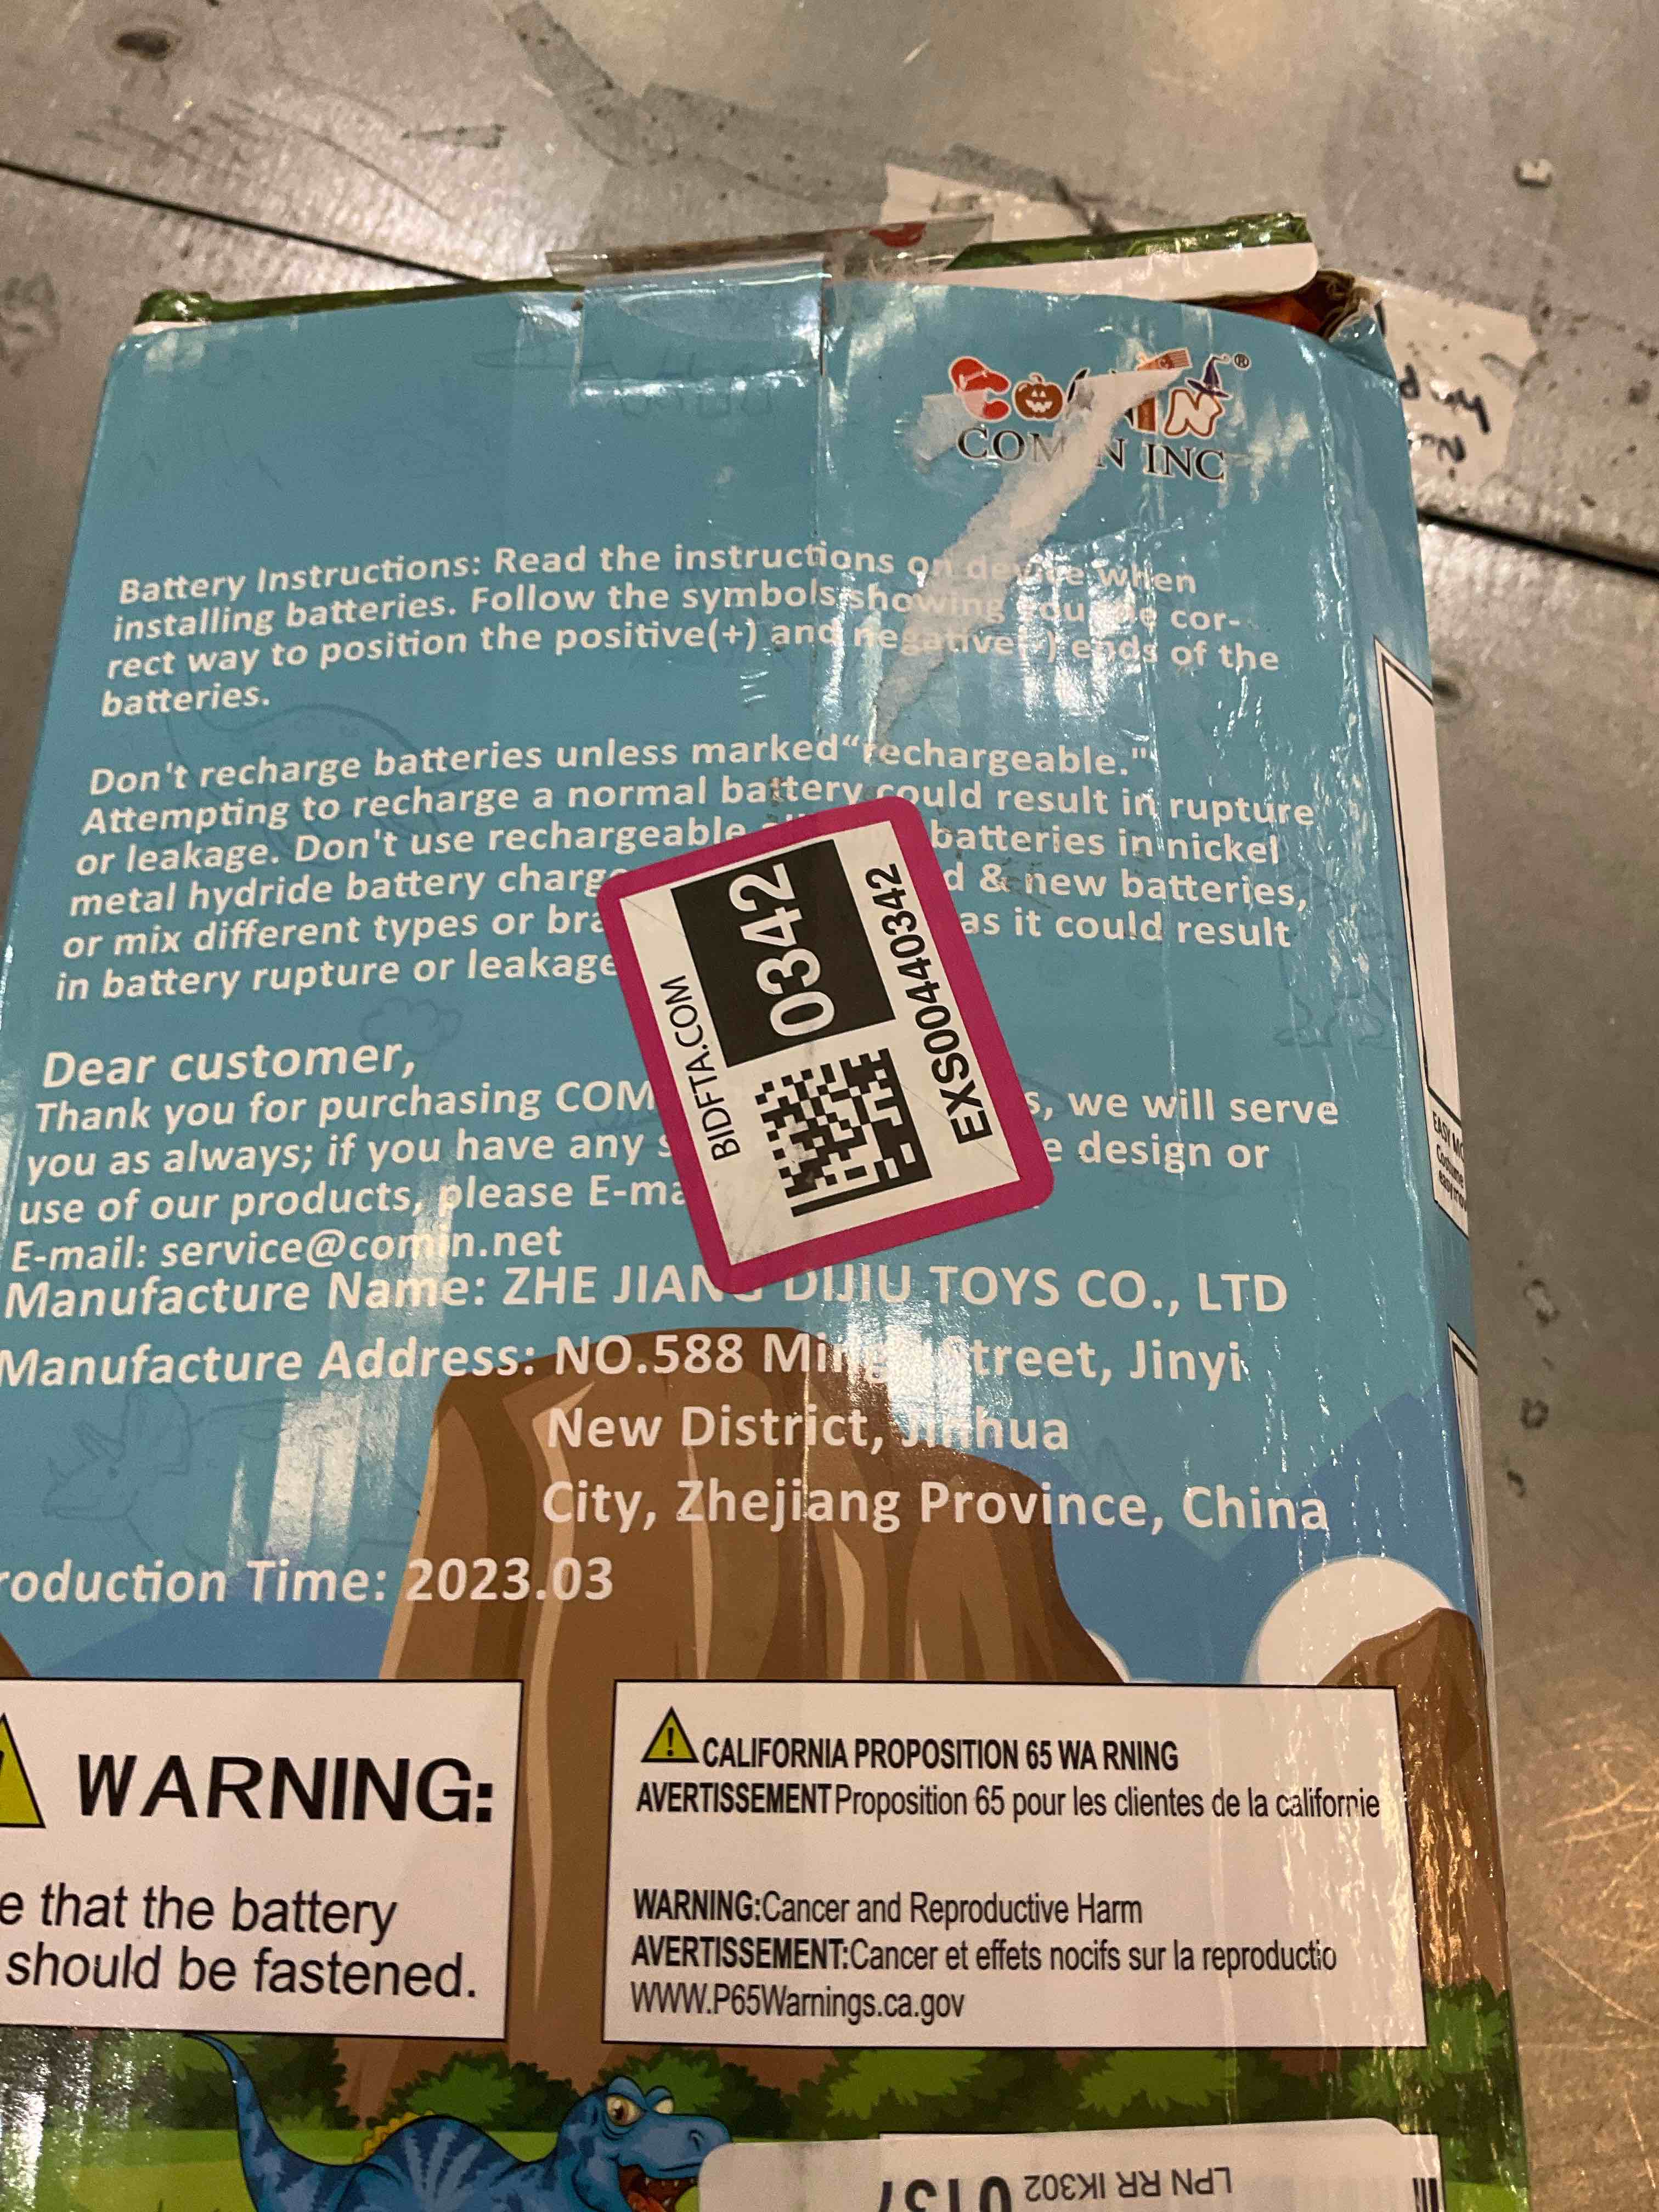 COMIN®
COMIN INC
Battery Instructions: Read the instructions on device when
installing batteries. Follow the symbols showing you the cor-
rect way to position the positive(+) and negative(-) ends of the
batteries.
Don't recharge batteries unless marked“rechargeable."
Attempting to recharge a normal battery could result in rupture
or leakage. Don't use rechargeable batteries in nickel
metal hydride battery & new batteries,
or mix different types or as it could result
in battery rupture or leakage
BIDFTA.COM
0342
EXS00440342
Dear customer,
Thank you for purchasing we will serve
you as always; if you have any design or
use of our products, please
E-mail: service@comin.net
Manufacture Name: ZHE JIANG DIJIU TOYS CO., LTD
Manufacture Address: NO.588 Street, Jinyi
New District, Jinhua
City, Zhejiang Province, China
roduction Time: 2023.03
WARNING:
e that the battery
should be fastened.
CALIFORNIA PROPOSITION 65 WA RNING
AVERTISSEMENT Proposition 65 pour les clientes de la californie
WARNING:Cancer and Reproductive Harm
AVERTISSEMENT:Cancer et effets nocifs sur la reproductio
WWW.P65Warnings.ca.gov
EASY
Costume
LPN RR IK302